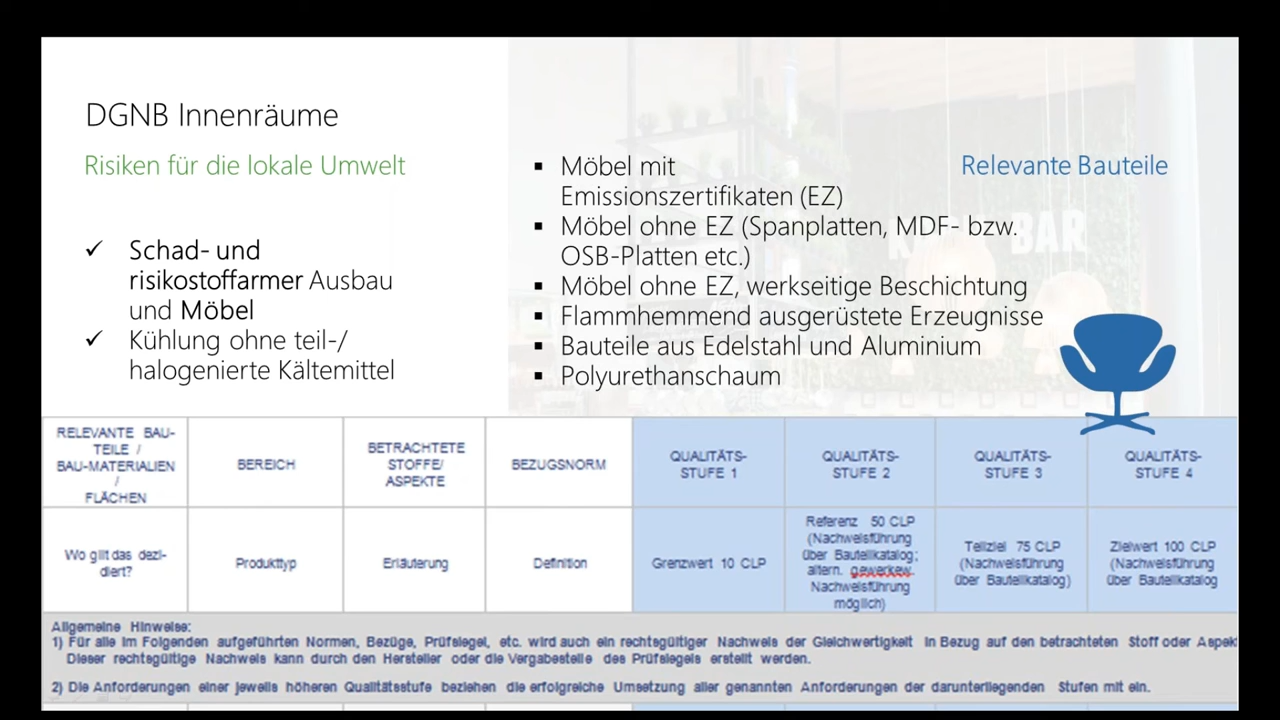 DGNB Innenräume
Risiken für die lokale Umwelt
✓ Schad- und
risikostoffarmer Ausbau
und Möbel
✓ Kühlung ohne teil-/
halogenierte Kältemittel
▪ Möbel mit
Emissionszertifikaten (EZ)
▪ Möbel ohne EZ (Spanplatten, MDF- bzw.
OSB-Platten etc.)
▪ Möbel ohne EZ, werkseitige Beschichtung
▪ Flammhemmend ausgerüstete Erzeugnisse
▪ Bauteile aus Edelstahl und Aluminium
▪ Polyurethanschaum
Relevante Bauteile
BAR
RELEVANTE BAU-
TEILE /
BAU-MATERIALIEN
/
FLÄCHEN
BEREICH
BETRACHTETE
STOFFE/
ASPEKTE
BEZUGSNORM
QUALITÄTS-
STUFE 1
QUALITÄTS-
STUFE 2
QUALITÄTS-
STUFE 3
QUALITÄTS-
STUFE 4
Wo gilt das dezi-
diert?
Produkttyp
Erläuterung
Definition
Grenzwert 10 CLP
Referenz 50 CLP
(Nachweisführung
über Bauteilkatalog;
altern. gewerkew.
Nachweisführung
möglich)
Teilziel 75 CLP
(Nachweisführung
über Bauteilkatalog)
Zielwert 100 CLP
(Nachweisführung
über Bauteilkatalog
Allgemeine Hinweise:
1) Für alle im Folgenden aufgeführten Normen, Bezüge, Prüfsiegel, etc. wird auch ein rechtsgültiger Nachweis der Gleichwertigkeit in Bezug auf den betrachteten Stoff oder Aspek
Dieser rechtsgültige Nachweis kann durch den Hersteller oder die Vergabestelle des Prüfsiegels erstellt werden.
2) Die Anforderungen einer jeweils höheren Qualitätsstufe beziehen die erfolgreiche Umsetzung aller genannten Anforderungen der darunterliegenden Stufen mit ein.